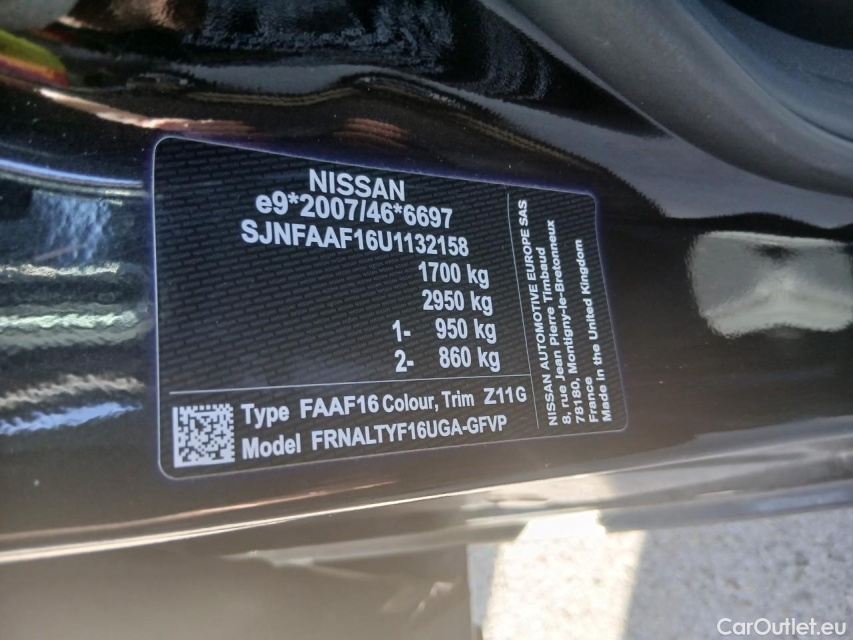 NISSAN
e9*2007/46*6697
SJNFAAF16U1132158
1700 kg
2950 kg
1- 950 kg
2- 860 kg
Type FAAF16 Colour, Trim Z11 G
Model FRNALTYF16UGA-GFVP
NISSAN AUTOMOTIVE EUROPE SAS
8, rue Jean Pierre Timbaud
78180, Montigny-le-Bretonneux
France
Made in the United Kingdom
CarOutlet.eu